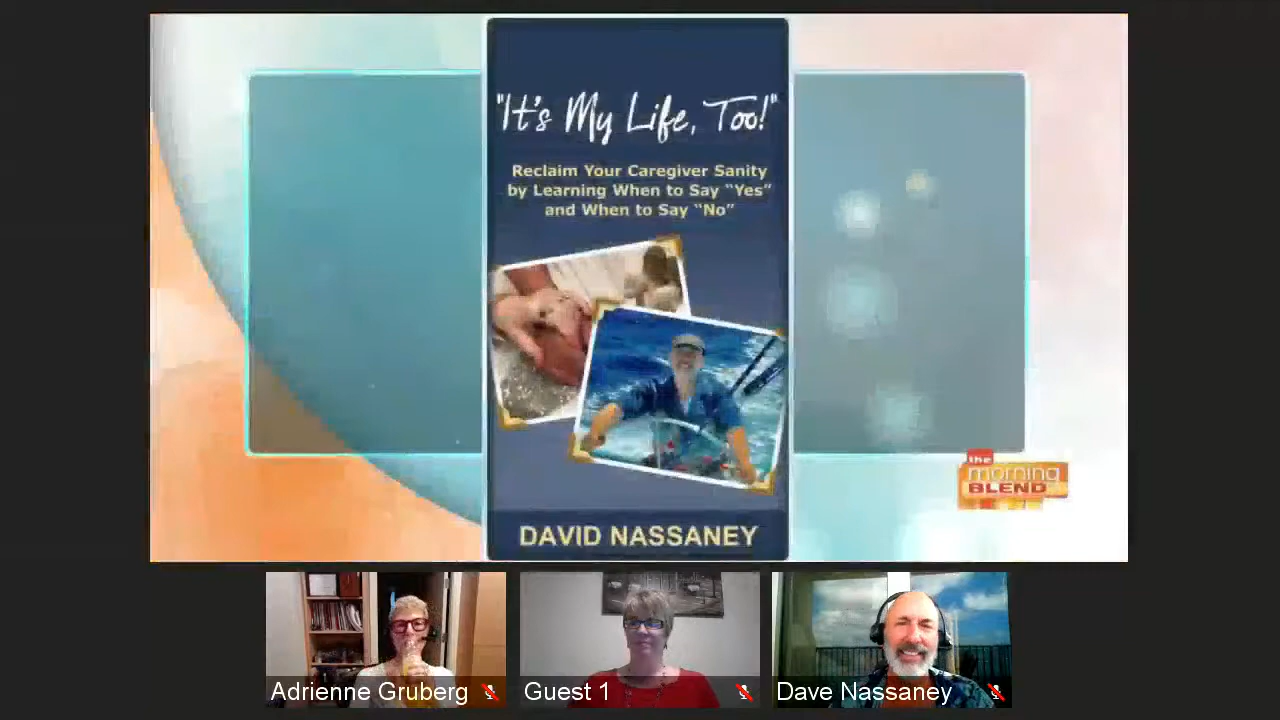 "It's My Life, Too!"
Reclaim Your Caregiver Sanity
by Learning When to Say “Yes”
and When to Say “No”
DAVID NASSANEY
the
morning
BLEND
Adrienne Gruberg
Guest 1
Dave Nassaney